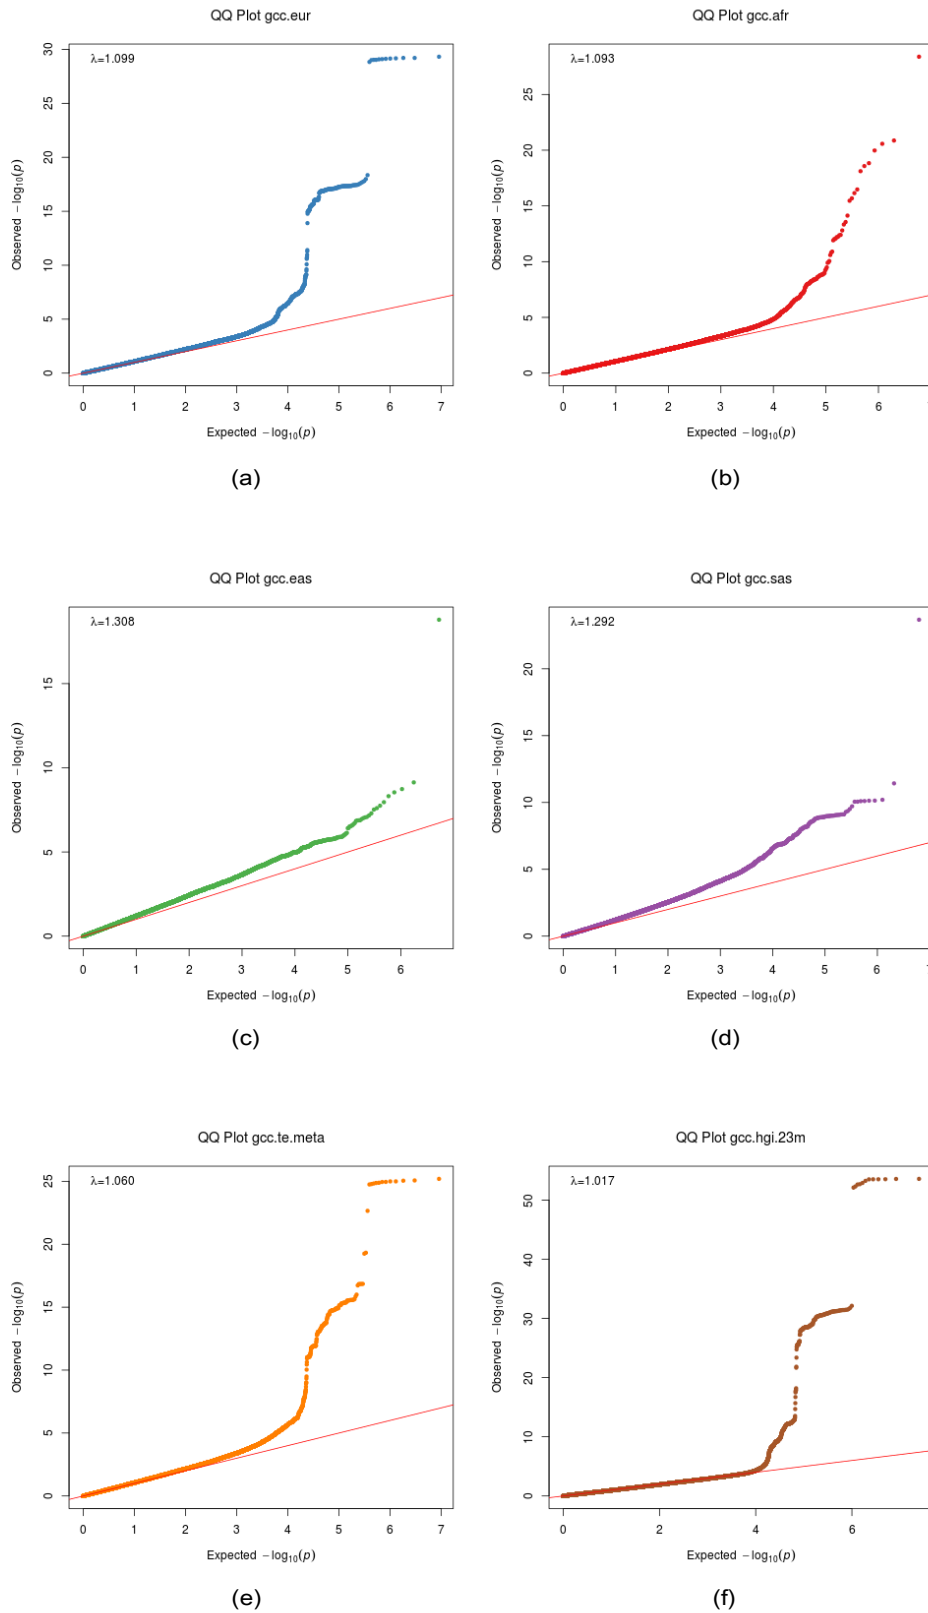 QQ Plot gcc.eur
λ=1.099
30
25
20
15
10
5
0
Observed −log10(p)
0 1 2 3 4 5 6 7
Expected −log10(p)
(a)
QQ Plot gcc.afr
λ=1.093
25
20
15
10
5
0
Observed −log10(p)
0 1 2 3 4 5 6
Expected −log10(p)
(b)
QQ Plot gcc.eas
λ=1.308
15
10
5
0
Observed −log10(p)
0 1 2 3 4 5 6
Expected −log10(p)
(c)
QQ Plot gcc.sas
λ=1.292
20
15
10
5
0
Observed −log10(p)
0 1 2 3 4 5 6
Expected −log10(p)
(d)
QQ Plot gcc.te.meta
λ=1.060
25
20
15
10
5
0
Observed −log10(p)
0 1 2 3 4 5 6 7
Expected −log10(p)
(e)
QQ Plot gcc.hgi.23m
λ=1.017
50
40
30
20
10
0
Observed −log10(p)
0 2 4 6
Expected −log10(p)
(f)